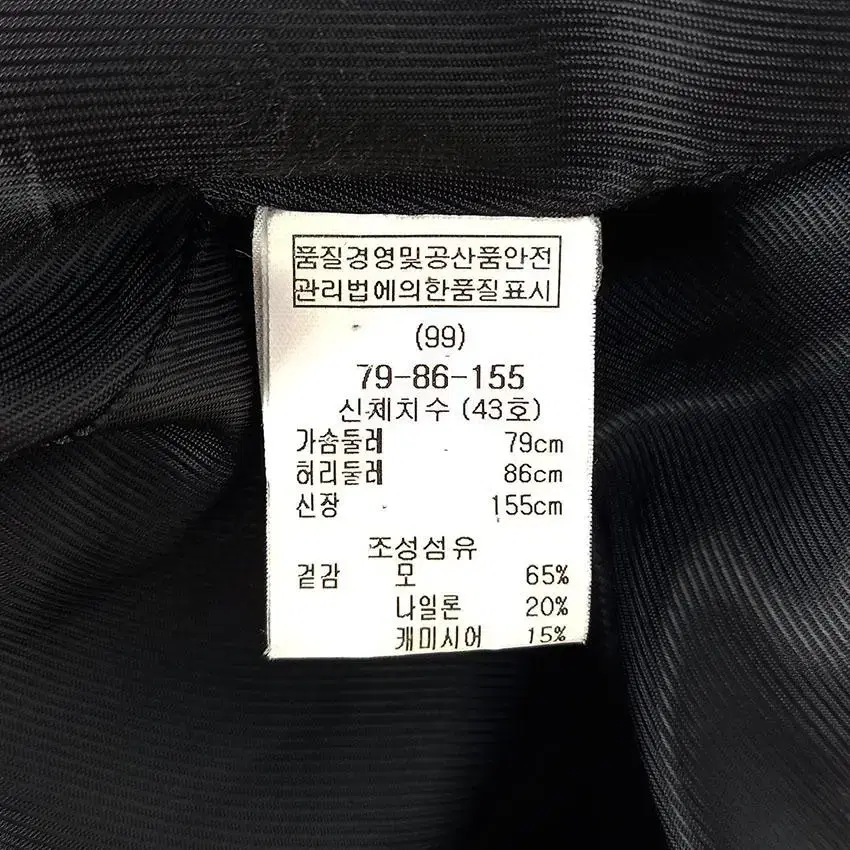 품질경영및공산품안전
관리법에의한품질표시
(99)
79-86-155
신체치수 (43호)
가슴둘레 79cm
허리둘레 86cm
신장 155cm
조성섬유
겉감 모 65%
나일론 20%
캐미시어 15%